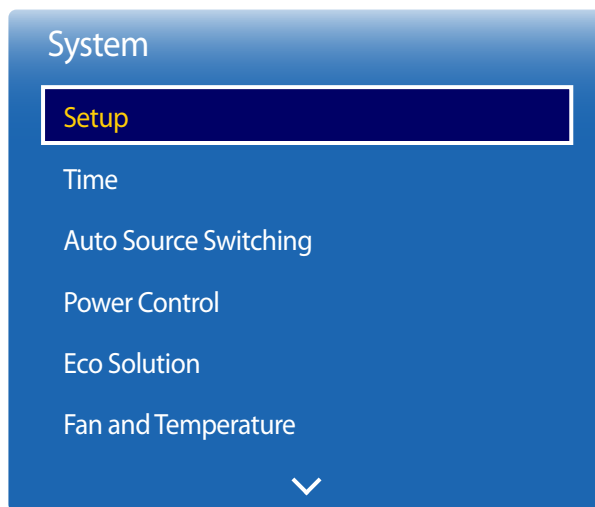 System
Setup
Time
Auto Source Switching
Power Control
Eco Solution
Fan and Temperature